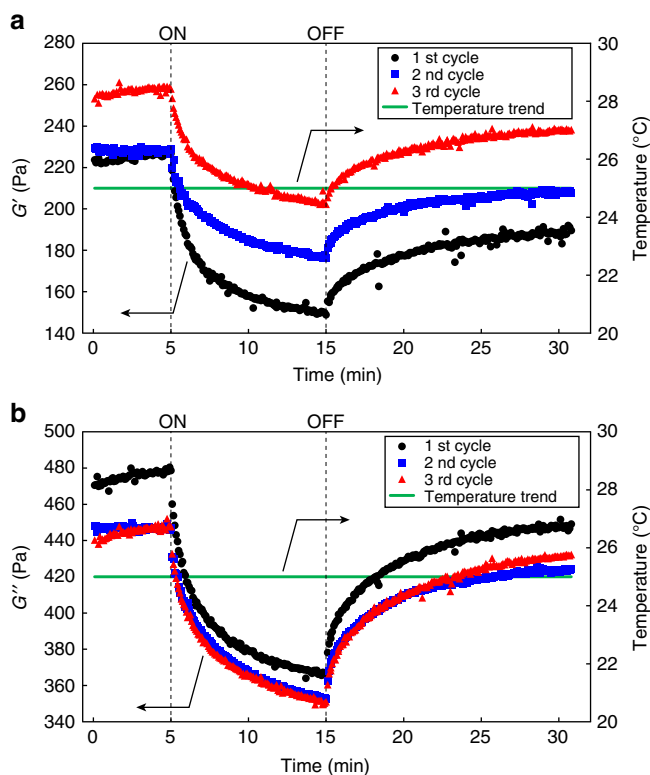 a
ON
OFF
280
260
240
220
200
180
160
140
G′ (Pa)
30
28
26
24
22
20
Temperature (°C)
1 st cycle
2 nd cycle
3 rd cycle
Temperature trend
0
5
10
15
20
25
30
Time (min)
b
ON
OFF
500
480
460
440
420
400
380
360
340
G′′ (Pa)
30
28
26
24
22
20
Temperature (°C)
1 st cycle
2 nd cycle
3 rd cycle
Temperature trend
0
5
10
15
20
25
30
Time (min)